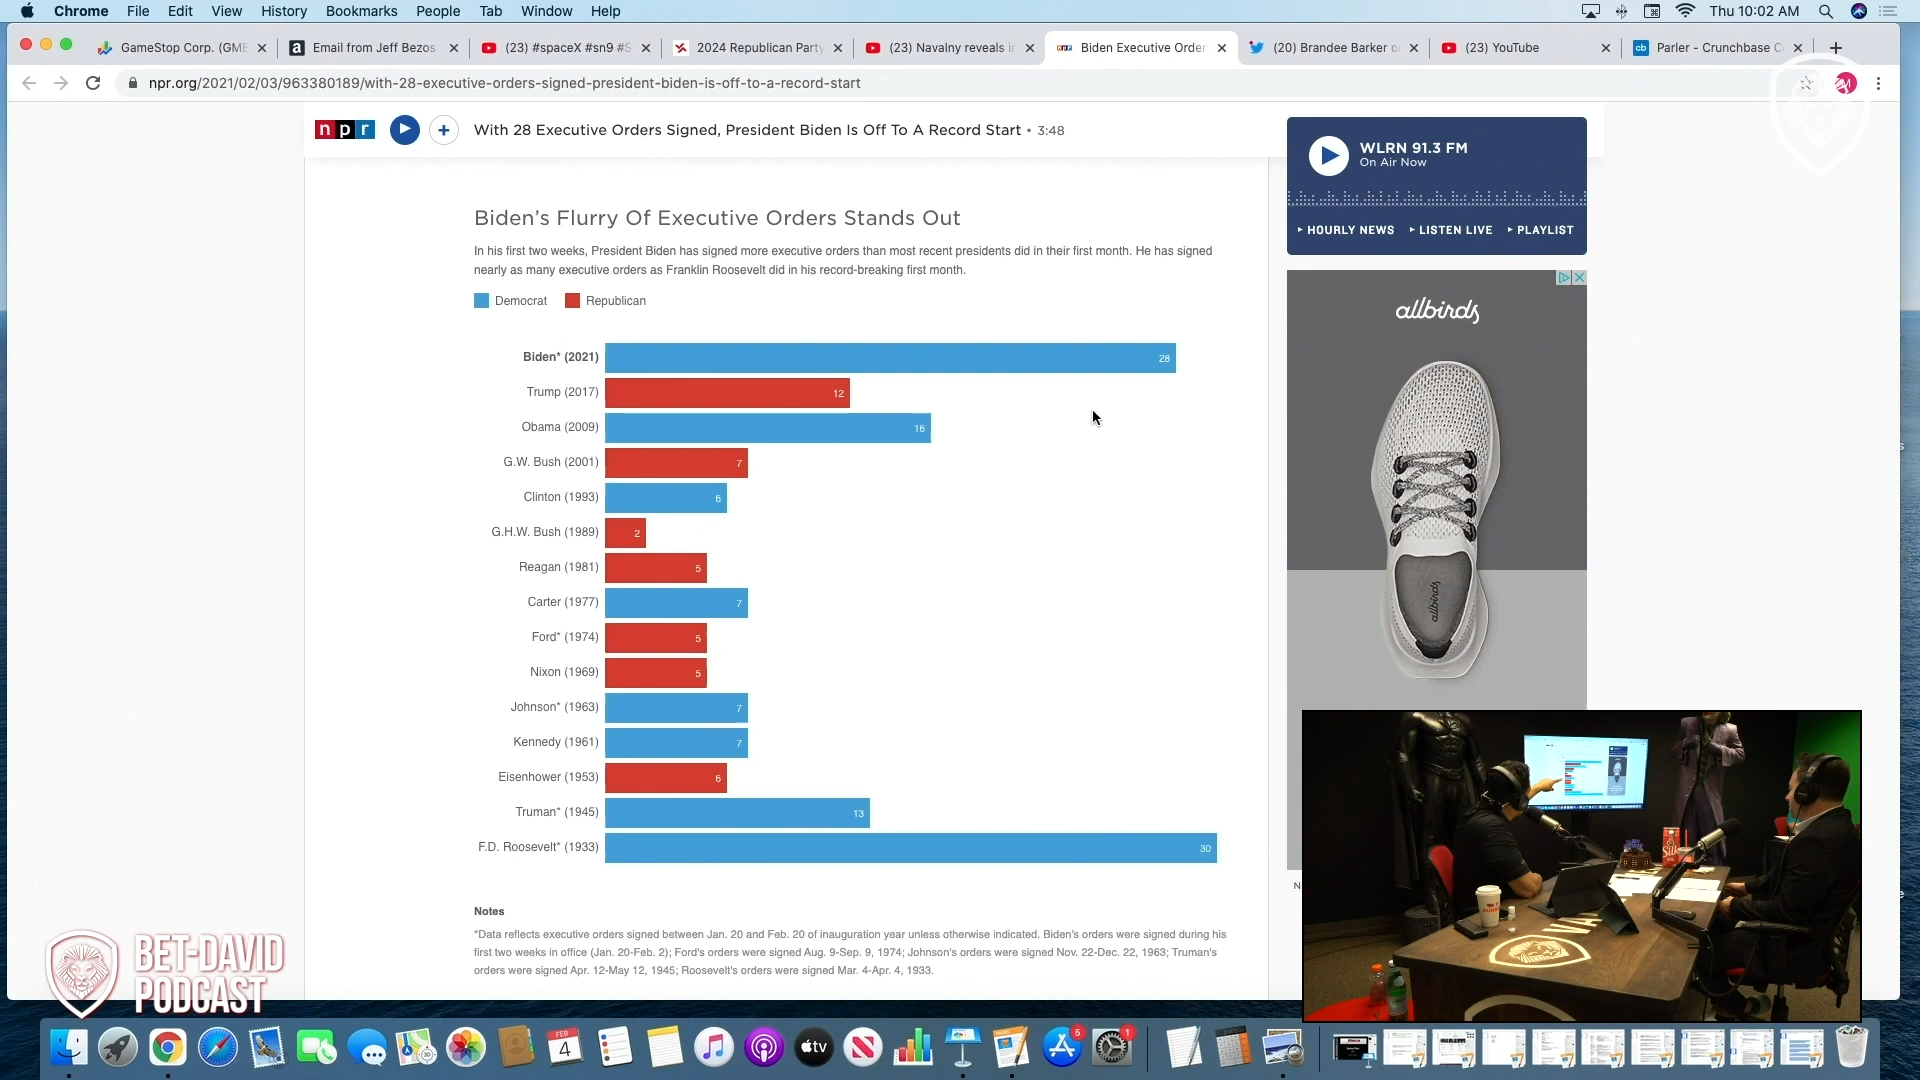 Chrome File Edit View History Bookmarks People Tab Window Help Thu 10:02 AM
GameStop Corp. (GME Email from Jeff Bezos (23) #spaceX #sn9 #S 2024 Republican Party (23) Navalny reveals in Biden Executive Order (20) Brandee Barker o (23) YouTube Parler - Crunchbase C
npr.org/2021/02/03/963380189/with-28-executive-orders-signed-president-biden-is-off-to-a-record-start
npr With 28 Executive Orders Signed, President Biden Is Off To A Record Start • 3:48
WLRN 91.3 FM
On Air Now
HOURLY NEWS LISTEN LIVE PLAYLIST
Biden's Flurry Of Executive Orders Stands Out
In his first two weeks, President Biden has signed more executive orders than most recent presidents did in their first month. He has signed
nearly as many executive orders as Franklin Roosevelt did in his record-breaking first month.
Democrat Republican
allbirds
Biden* (2021) 28
Trump (2017) 12
Obama (2009) 16
G.W. Bush (2001) 7
Clinton (1993) 6
G.H.W. Bush (1989) 2
Reagan (1981) 5
Carter (1977) 7
Ford* (1974) 5
Nixon (1969) 5
Johnson* (1963) 7
Kennedy (1961) 7
Eisenhower (1953) 6
Truman* (1945) 13
F.D. Roosevelt* (1933) 30
allbirds
Notes
*Data reflects executive orders signed between Jan. 20 and Feb. 20 of inauguration year unless otherwise indicated. Biden's orders were signed during his
first two weeks in office (Jan. 20-Feb. 2); Ford's orders were signed Aug. 9-Sep. 9, 1974; Johnson's orders were signed Nov. 22-Dec. 22, 1963; Truman's
orders were signed Apr. 12-May 12, 1945; Roosevelt's orders were signed Mar. 4-Apr. 4, 1933.
N
Silk
BET-DAVID
PODCAST
FEB
4
tv
6
1